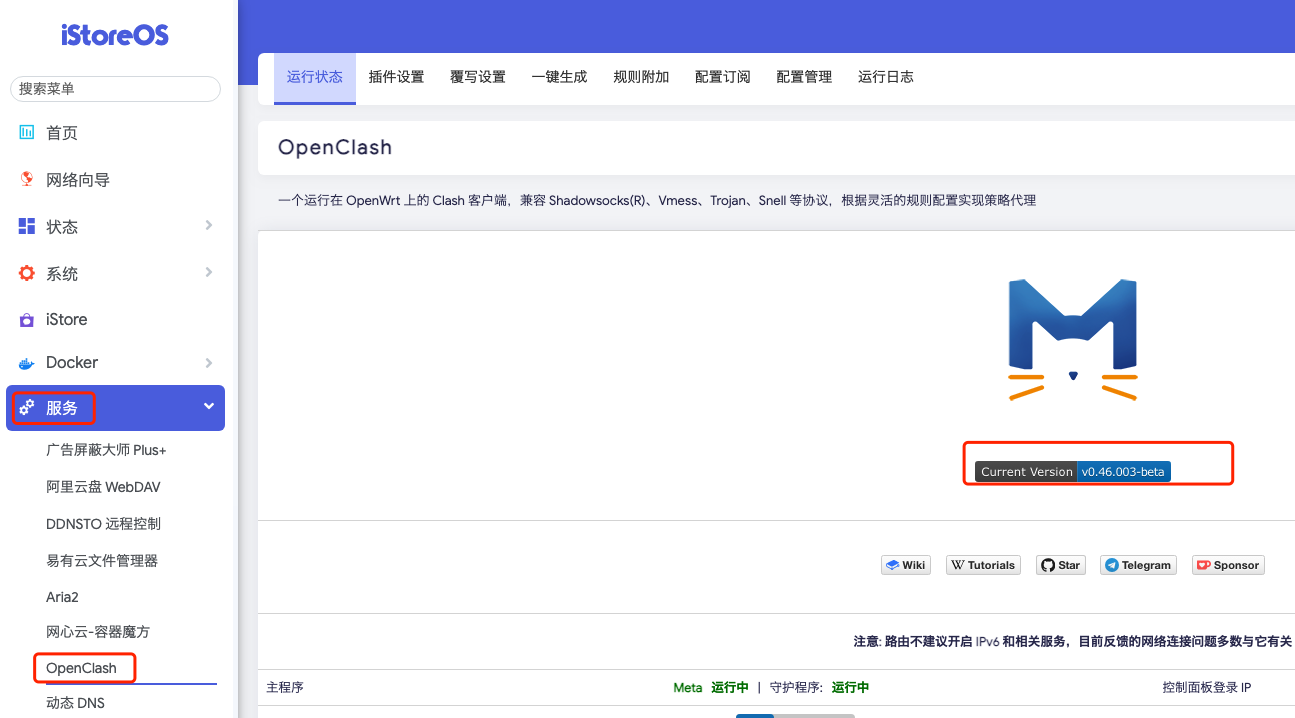 iStoreOS
搜索菜单
首页
网络向导
状态
系统
iStore
Docker
服务
广告屏蔽大师 Plus+
阿里云盘 WebDAV
DDNSTO 远程控制
易有云文件管理器
Aria2
网心云-容器魔方
OpenClash
动态 DNS
运行状态 插件设置 覆写设置 一键生成 规则附加 配置订阅 配置管理 运行日志
OpenClash
一个运行在 OpenWrt 上的 Clash 客户端，兼容 Shadowsocks(R)、Vmess、Trojan、Snell 等协议，根据灵活的规则配置实现策略代理
Current Version v0.46.003-beta
Wiki Tutorials Star Telegram Sponsor
注意: 路由不建议开启 IPv6 和相关服务，目前反馈的网络连接问题多数与它有关
主程序 Meta 运行中 | 守护程序: 运行中 控制面板登录 IP